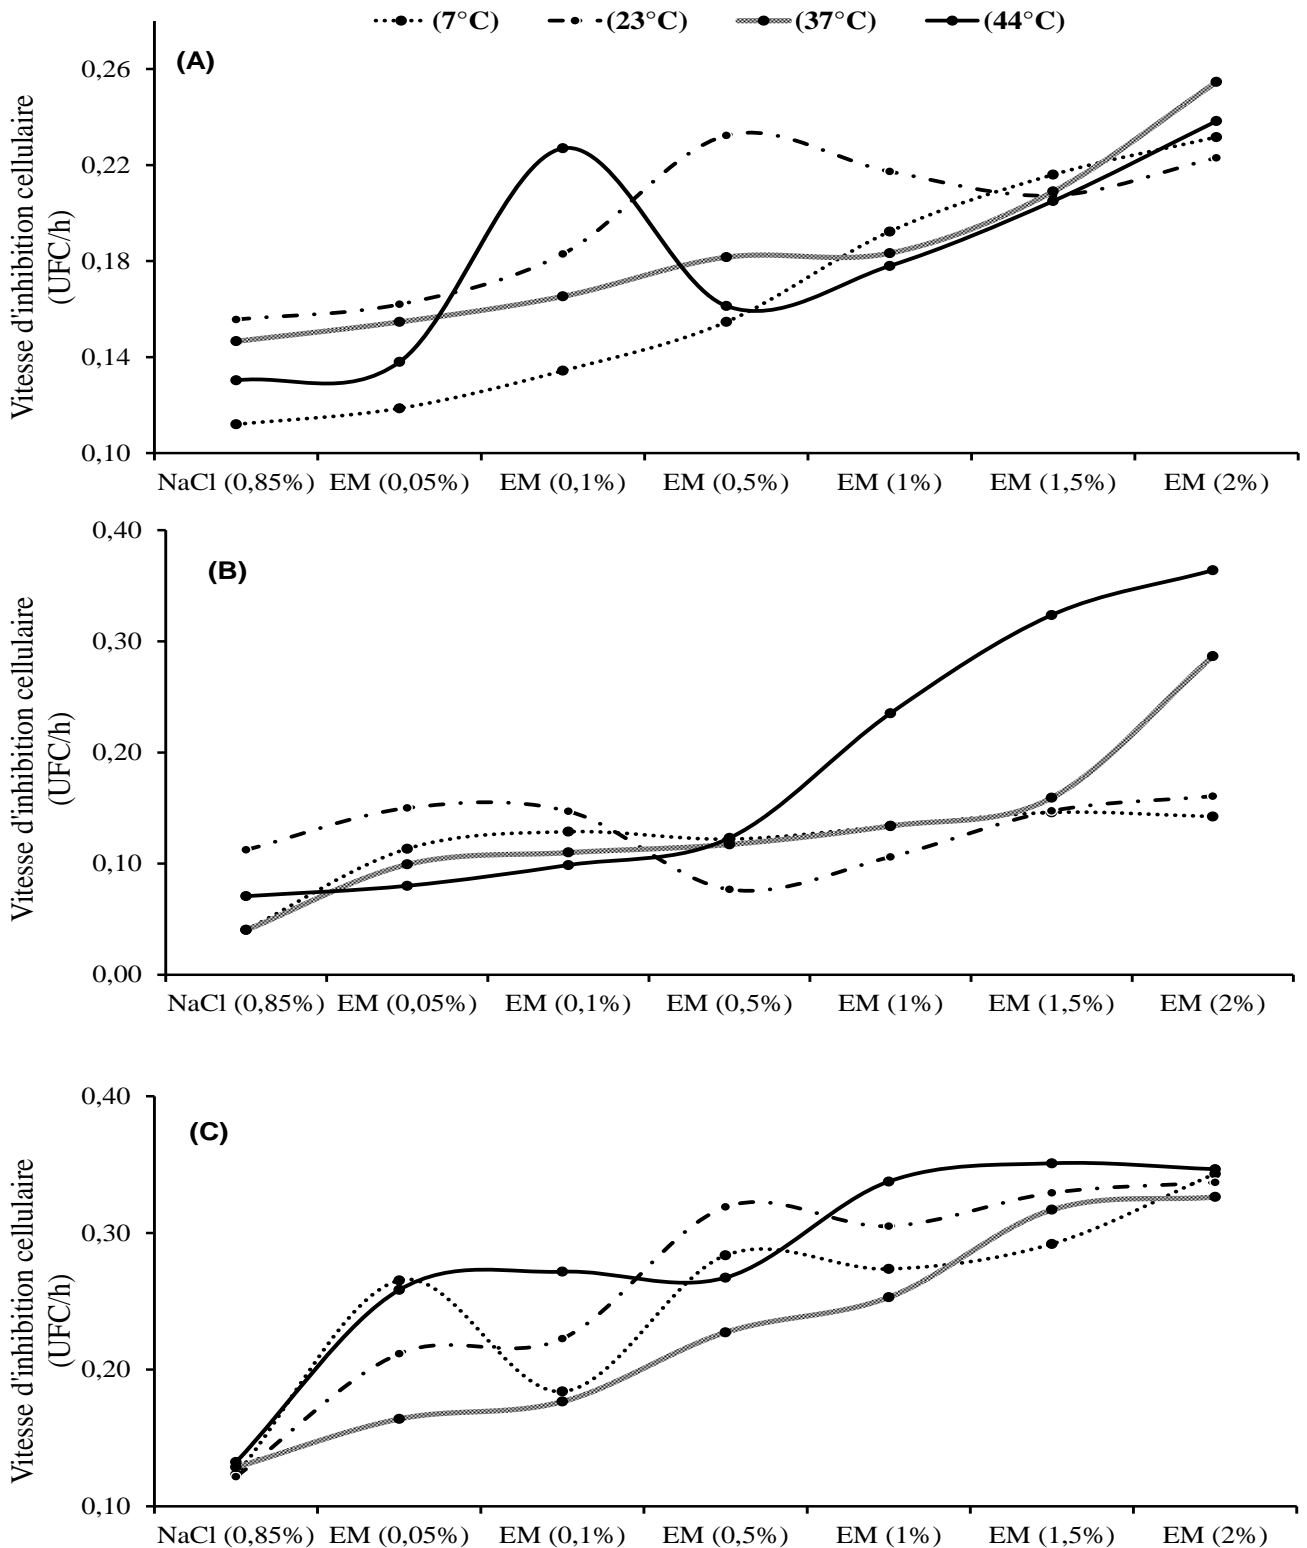 (7°C) (23°C) (37°C) (44°C)
(A)
Vitesse d'inhibition cellulaire
(UFC/h)
0,26
0,22
0,18
0,14
0,10
NaCl (0,85%) EM (0,05%) EM (0,1%) EM (0,5%) EM (1%) EM (1,5%) EM (2%)
(B)
Vitesse d'inhibition cellulaire
(UFC/h)
0,40
0,30
0,20
0,10
0,00
NaCl (0,85%) EM (0,05%) EM (0,1%) EM (0,5%) EM (1%) EM (1,5%) EM (2%)
(C)
Vitesse d'inhibition cellulaire
(UFC/h)
0,40
0,30
0,20
0,10
NaCl (0,85%) EM (0,05%) EM (0,1%) EM (0,5%) EM (1%) EM (1,5%) EM (2%)